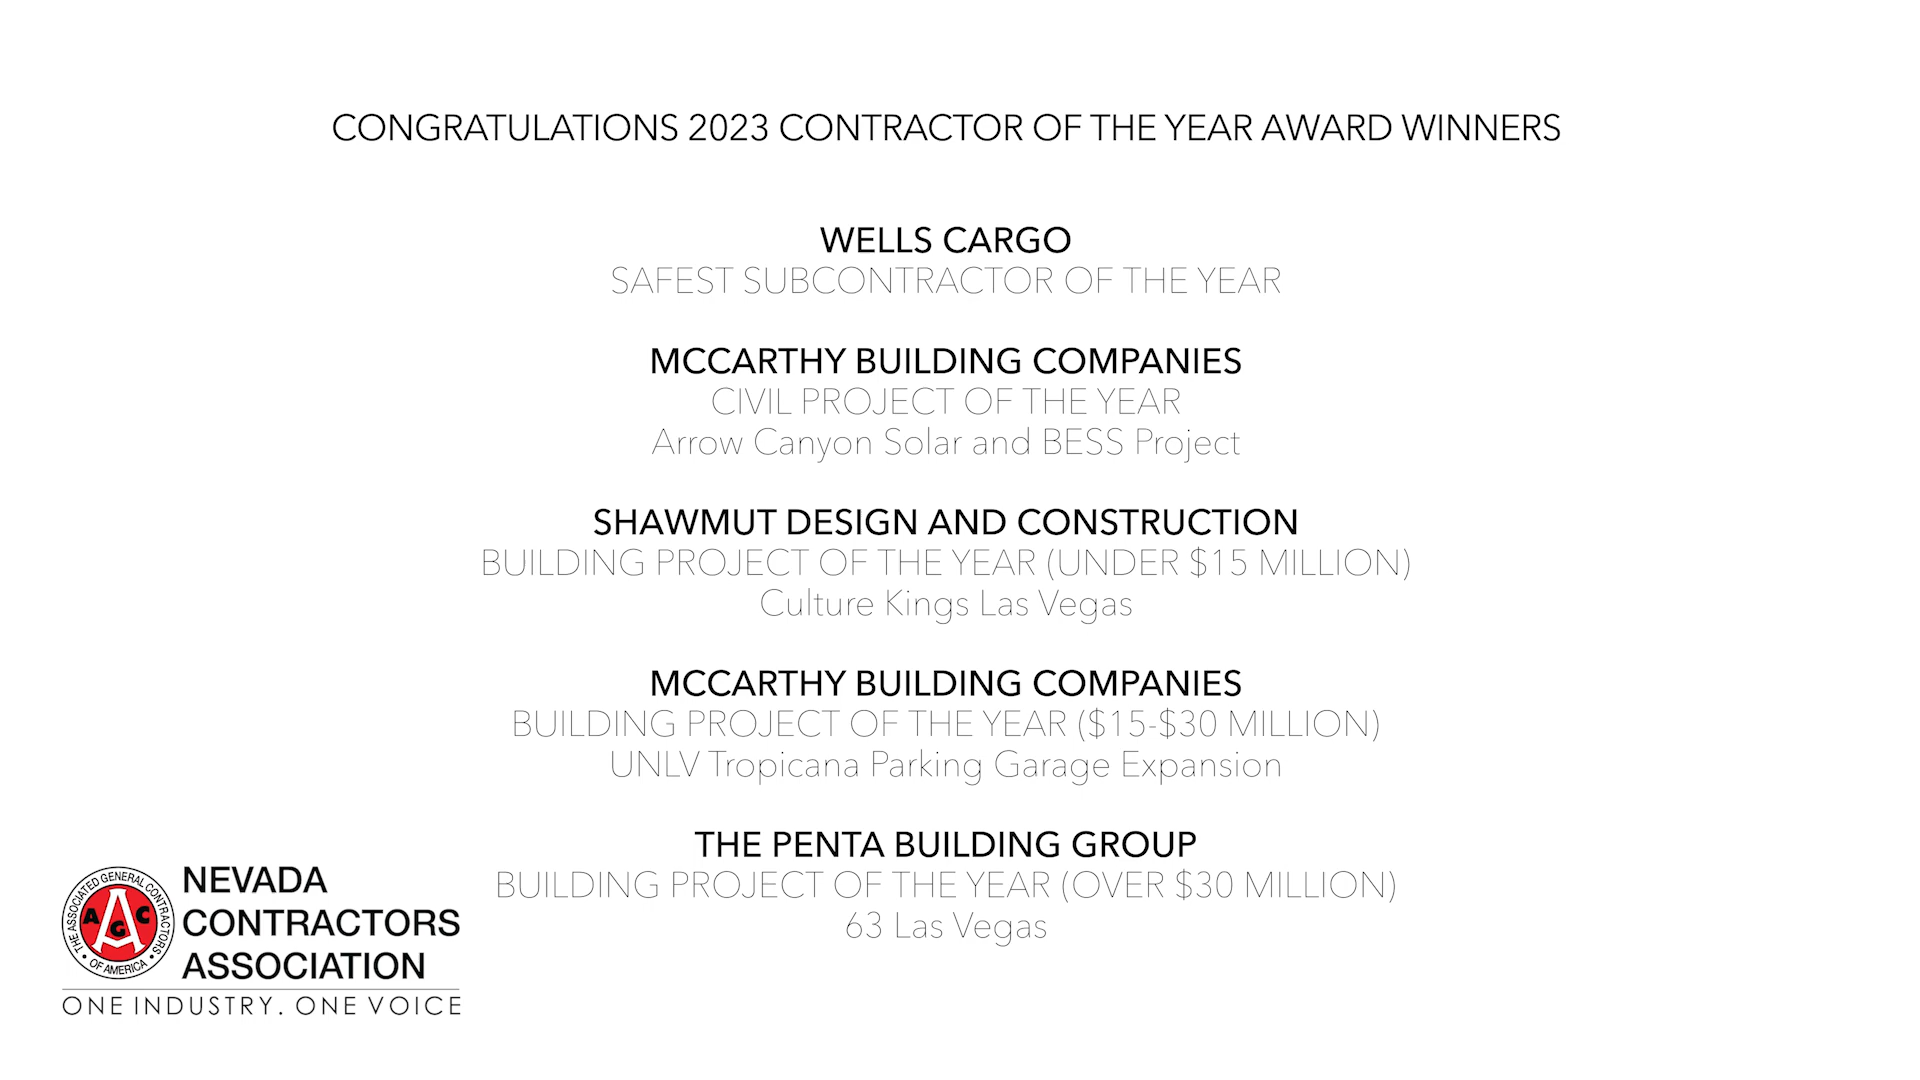 CONGRATULATIONS 2023 CONTRACTOR OF THE YEAR AWARD WINNERS
WELLS CARGO
SAFEST SUBCONTRACTOR OF THE YEAR
MCCARTHY BUILDING COMPANIES
CIVIL PROJECT OF THE YEAR
Arrow Canyon Solar and BESS Project
SHAWMUT DESIGN AND CONSTRUCTION
BUILDING PROJECT OF THE YEAR (UNDER $15 MILLION)
Culture Kings Las Vegas
MCCARTHY BUILDING COMPANIES
BUILDING PROJECT OF THE YEAR ($15-$30 MILLION)
UNLV Tropicana Parking Garage Expansion
THE PENTA BUILDING GROUP
BUILDING PROJECT OF THE YEAR (OVER $30 MILLION)
63 Las Vegas
THE ASSOCIATED GENERAL CONTRACTORS
• OF AMERICA •
AGC
NEVADA
CONTRACTORS
ASSOCIATION
ONE INDUSTRY. ONE VOICE